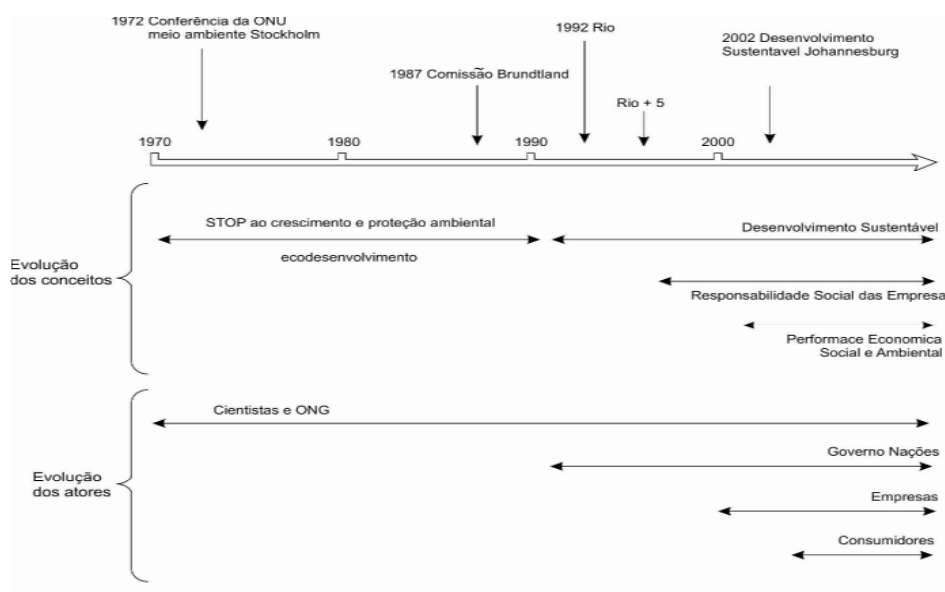 1972 Conferência da ONU
meio ambiente Stockholm
1987 Comissão Brundtland
1992 Rio
Rio + 5
2002 Desenvolvimento
Sustentavel Johannesburg
1970
1980
1990
2000
Evolução
dos conceitos
STOP ao crescimento e proteção ambiental
ecodesenvolvimento
Desenvolvimento Sustentável
Responsabilidade Social das Empresa
Performace Economica
Social e Ambiental
Evolução
dos atores
Cientistas e ONG
Governo Nações
Empresas
Consumidores